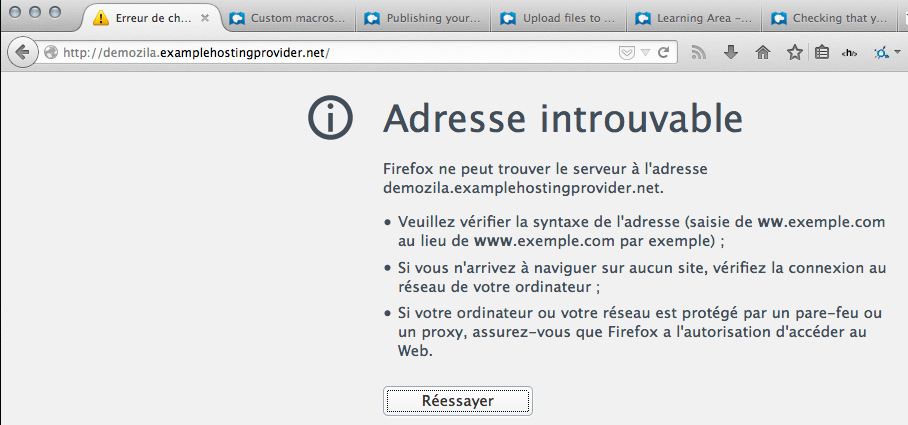 Erreur de ch... × Custom macros... Publishing your... Upload files to ... Learning Area -... Checking that y...
http://demozila.examplehostingprovider.net/ <h>
Adresse introuvable
Firefox ne peut trouver le serveur à l'adresse
demozila.examplehostingprovider.net.
• Veuillez vérifier la syntaxe de l'adresse (saisie de ww.exemple.com
au lieu de www.exemple.com par exemple) ;
• Si vous n'arrivez à naviguer sur aucun site, vérifiez la connexion au
réseau de votre ordinateur ;
• Si votre ordinateur ou votre réseau est protégé par un pare-feu ou
un proxy, assurez-vous que Firefox a l'autorisation d'accéder au
Web.
Réessayer